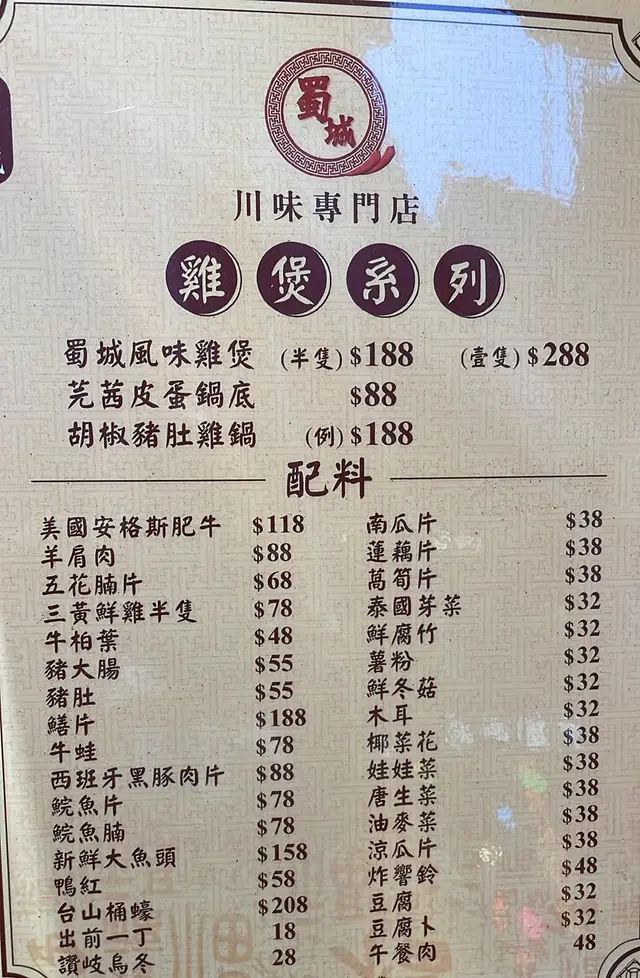 蜀城
川味專門店
雞煲系列
蜀城風味雞煲 (半隻) $188 (壹隻) $288
芫茜皮蛋鍋底 $88
胡椒豬肚雞鍋 (例) $188
配料
美國安格斯肥牛 $118
羊肩肉 $88
五花腩片 $68
三黃鮮雞半隻 $78
牛柏葉 $48
豬大腸 $55
豬肚 $55
鱔片 $188
牛蛙 $78
西班牙黑豚肉片 $88
鯇魚片 $78
鯇魚腩 $78
新鮮大魚頭 $158
鴨紅 $58
台山桶蠔 $208
出前一丁 18
讚岐烏冬 28
南瓜片 $38
蓮藕片 $38
萵筍片 $38
泰國芽菜 $32
鮮腐竹 $32
薯粉 $32
鮮冬菇 $32
木耳 $32
椰菜花 $38
娃娃菜 $38
唐生菜 $38
油麥菜 $38
涼瓜片 $38
炸響鈴 $48
豆腐 $32
豆腐卜 $32
午餐肉 48